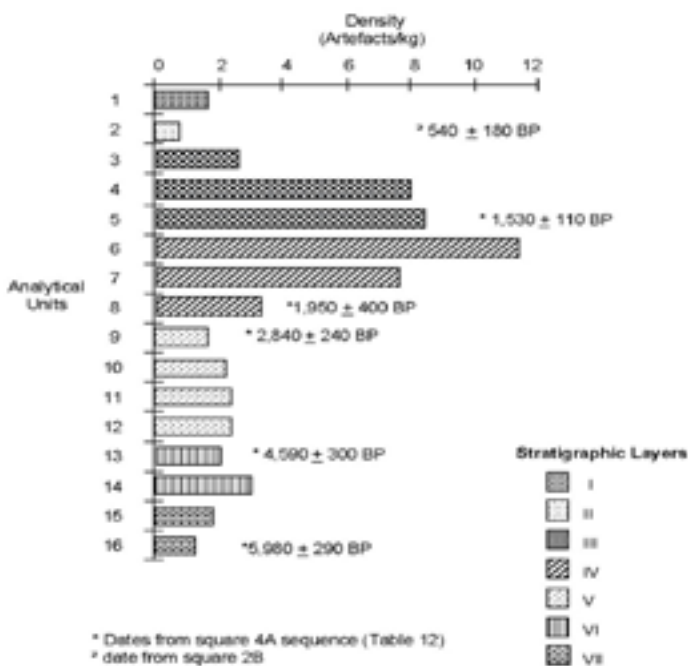 Density
(Artefacts/kg)
0 2 4 6 8 10 12
1
2 ² 540 ± 180 BP
3
4
5 * 1,530 ± 110 BP
6
7
Analytical
Units
8 *1,950 ± 400 BP
9 * 2,840 ± 240 BP
10
11
12
13 * 4,590 ± 300 BP
14
15
16 *5,980 ± 290 BP
Stratigraphic Layers
I
II
III
IV
V
VI
VII
* Dates from square 4A sequence (Table 12)
² date from square 2B